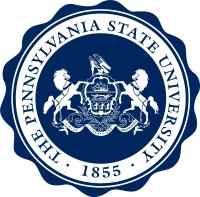 THE PENNSYLVANIA STATE UNIVERSITY
· 1855 ·